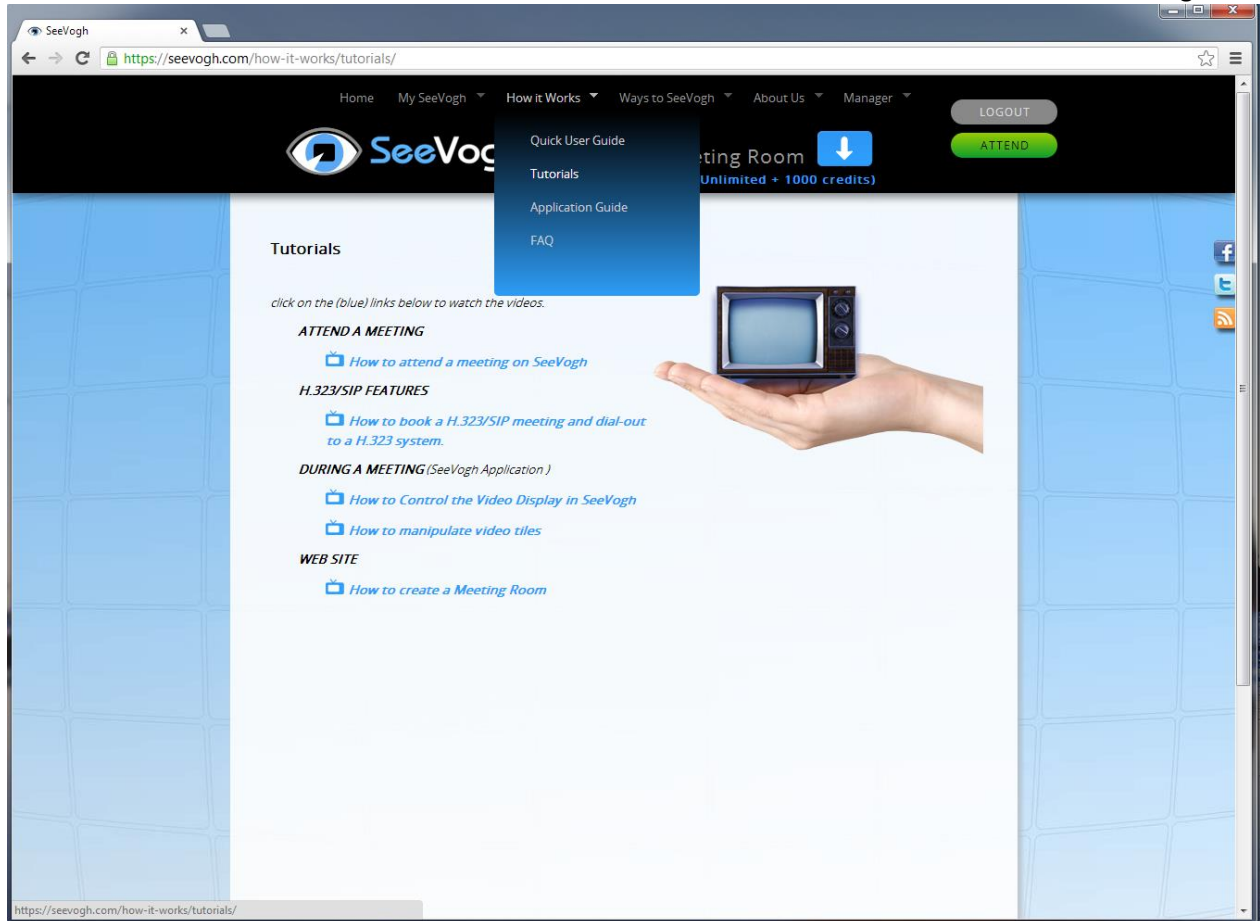 SeeVogh
https://seevogh.com/how-it-works/tutorials/
Home My SeeVogh How it Works Ways to SeeVogh About Us Manager
LOGOUT
ATTEND
Quick User Guide
Tutorials
Application Guide
FAQ
SeeVog
eting Room
Unlimited + 1000 credits)
Tutorials
click on the (blue) links below to watch the videos.
ATTEND A MEETING
How to attend a meeting on SeeVogh
H.323/SIP FEATURES
How to book a H.323/SIP meeting and dial-out
to a H.323 system.
DURING A MEETING (SeeVogh Application )
How to Control the Video Display in SeeVogh
How to manipulate video tiles
WEB SITE
How to create a Meeting Room
https://seevogh.com/how-it-works/tutorials/